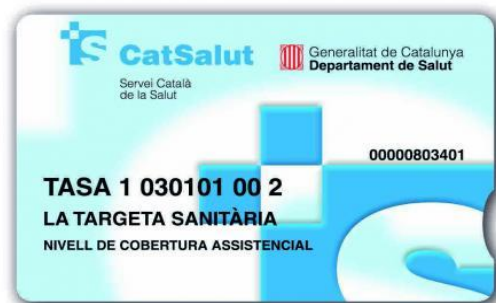 CatSalut
Servei Català
de la Salut
Generalitat de Catalunya
Departament de Salut
00000803401
TASA 1 030101 00 2
LA TARGETA SANITÀRIA
NIVELL DE COBERTURA ASSISTENCIAL